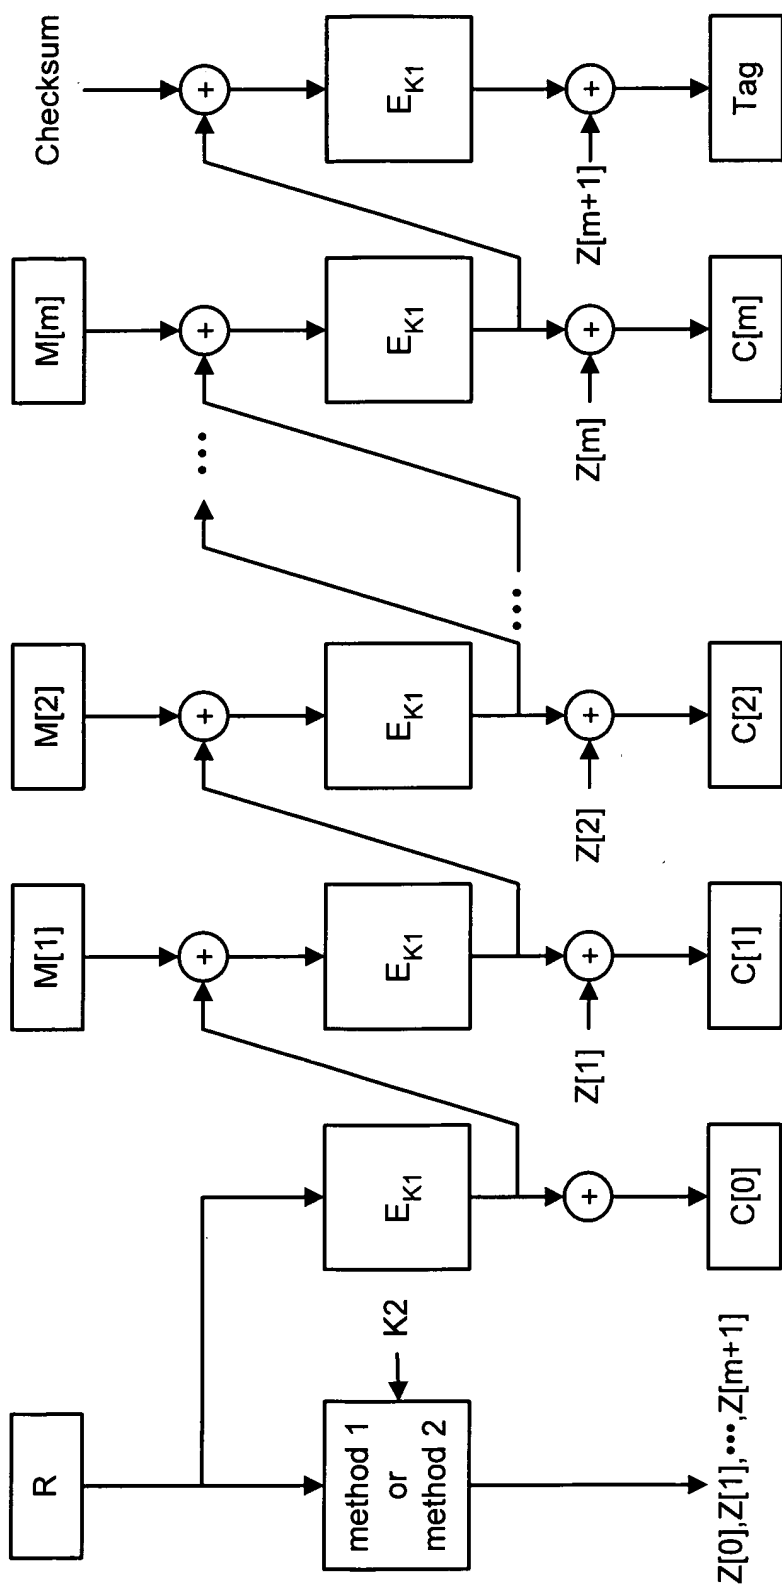 R
M[1]
M[2]
M[m]
Checksum
+
+
•••
+
+
method 1
or
method 2
K2
E_K1
E_K1
E_K1
E_K1
E_K1
••••
+
Z[1]
+
Z[2]
+
Z[m]
+
Z[m+1]
+
Z[0],Z[1],•••,Z[m+1]
C[0]
C[1]
C[2]
C[m]
Tag